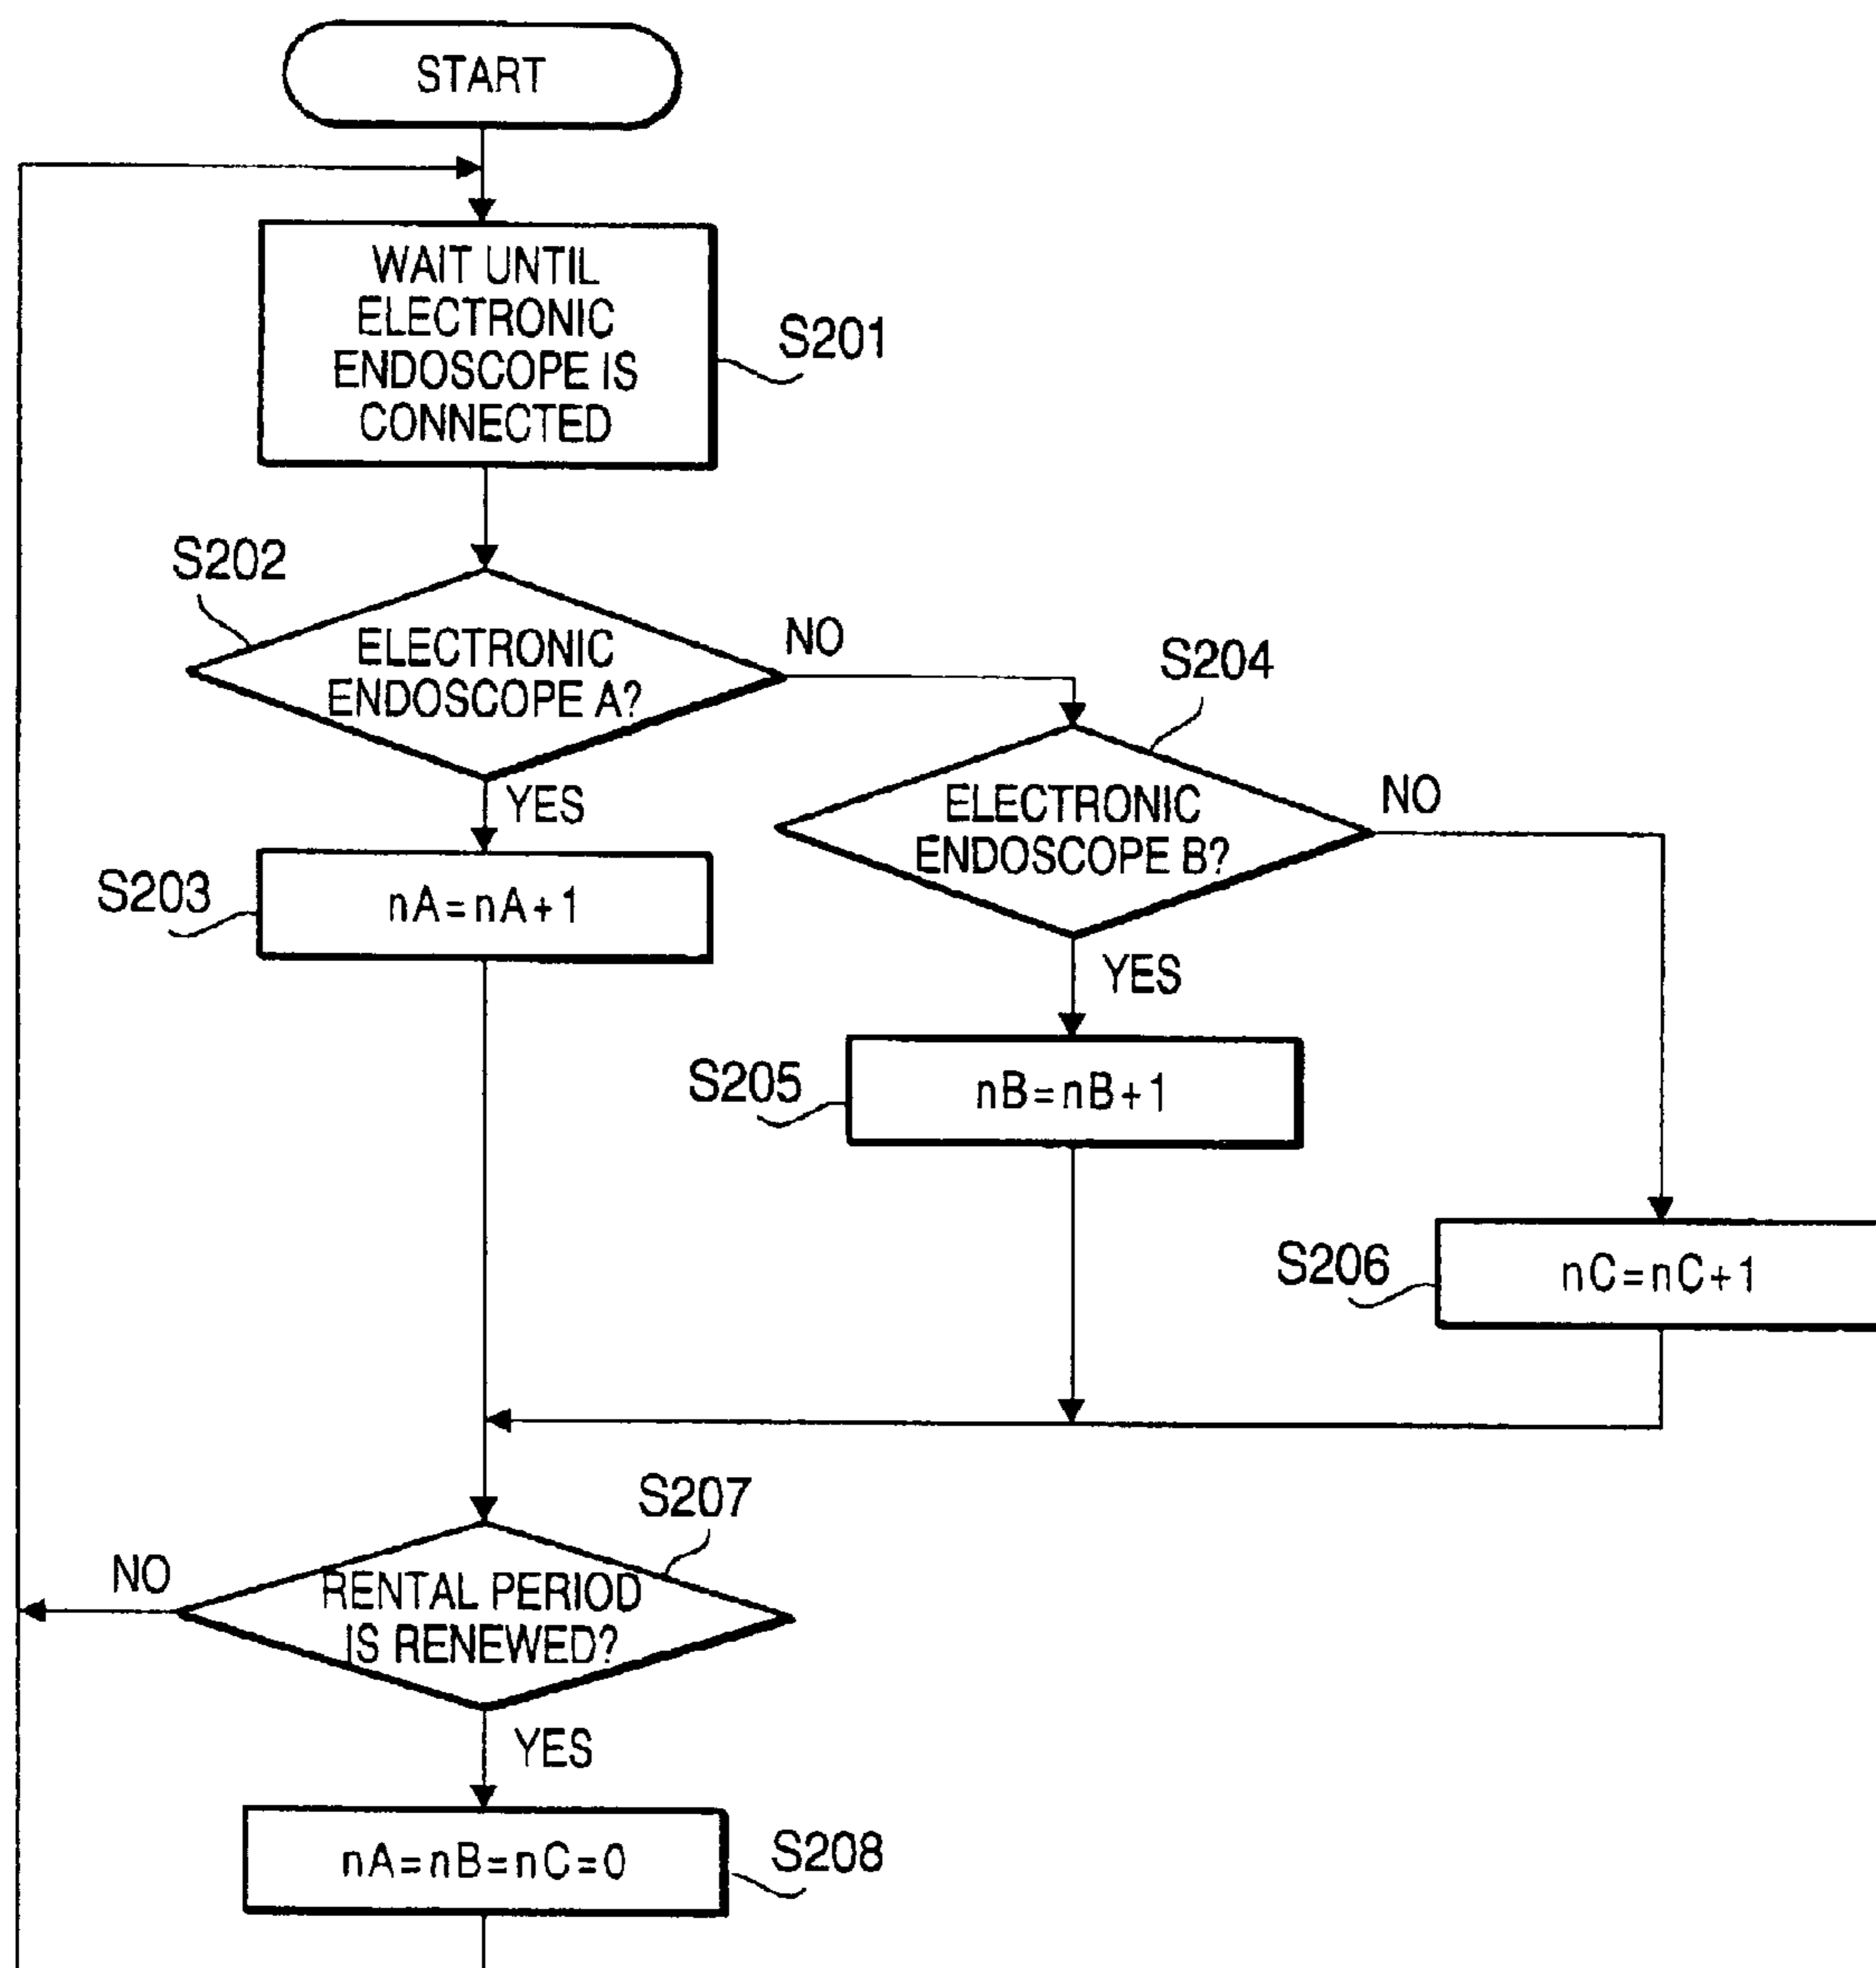 START
WAIT UNTIL
ELECTRONIC
ENDOSCOPE IS
CONNECTED
S201
S202
ELECTRONIC
ENDOSCOPE A?
NO
YES
S203
nA=nA+1
S204
ELECTRONIC
ENDOSCOPE B?
NO
YES
S205
nB=nB+1
S206
nC=nC+1
S207
RENTAL PERIOD
IS RENEWED?
NO
YES
nA=nB=nC=0
S208